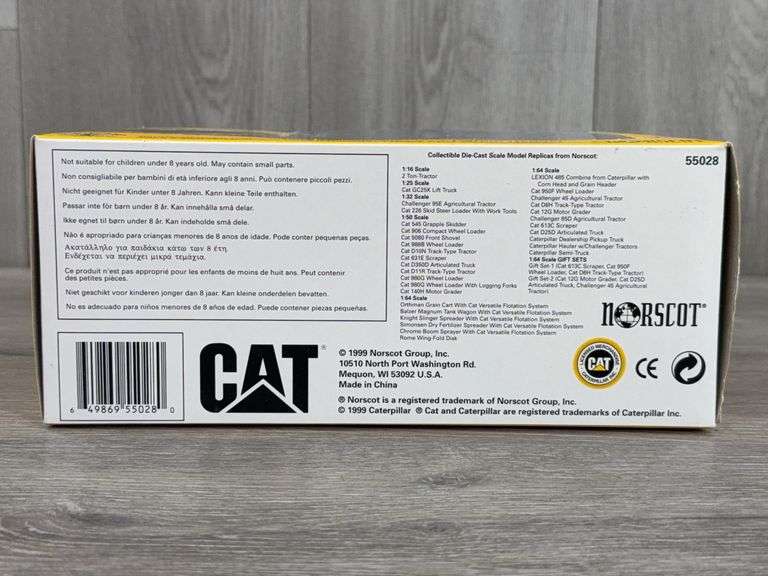 Not suitable for children under 8 years old. May contain small parts.
Non consigliabile per bambini di età inferiore agli 8 anni. Può contenere piccoli pezzi.
Nicht geeignet für Kinder unter 8 Jahren. Kann kleine Teile enthalten.
Passar inte för barn under 8 år. Kan innehålla små delar.
Ikke egnet til børn under 8 år. Kan indeholde små dele.
Não é apropriado para crianças menores de 8 anos de idade. Pode conter pequenas peças.
Ακατάλληλο για παιδάκια κάτω των 8 έτη.
Ενδέχεται να περιέχει μικρά τεμάχια.
Ce produit n'est pas approprié pour les enfants de moins de huit ans. Peut contenir
des petites pièces.
Niet geschikt voor kinderen jonger dan 8 jaar. Kan kleine onderdelen bevatten.
No es adecuado para niños menores de 8 años de edad. Puede contener piezas pequeñas.
Collectible Die-Cast Scale Model Replicas from Norscot:
55028
1:16 Scale
2 Ton-Tractor
1:25 Scale
Cat GC25K Lift Truck
1:32 Scale
Challenger 95E Agricultural Tractor
Cat 226 Skid Steer Loader With Work Tools
1:50 Scale
Cat 545 Grapple Skidder
Cat 906 Compact Wheel Loader
Cat 5080 Front Shovel
Cat 988B Wheel Loader
Cat D10N Track-Type Tractor
Cat 631E Scraper
Cat D350D Articulated Truck
Cat D11R Track-Type Tractor
Cat 980G Wheel Loader
Cat 980G Wheel Loader With Logging Forks
Cat 140H Motor Grader
1:64 Scale
Orthman Grain Cart With Cat Versatile Flotation System
Balzer Magnum Tank Wagon With Cat Versatile Flotation System
Knight Slinger Spreader With Cat Versatile Flotation System
Simonsen Dry Fertilizer Spreader With Cat Versatile Flotation System
Chrome Boom Sprayer With Cat Versatile Flotation System
Rome Wing-Fold Disk
1:64 Scale
LEXION 485 Combine from Caterpillar with
Corn Head and Grain Header
Cat 950F Wheel Loader
Challenger 45 Agricultural Tractor
Cat D8H Track-Type Tractor
Cat 12G Motor Grader
Challenger 85D Agricultural Tractor
Cat 613C Scraper
Cat D25D Articulated Truck
Caterpillar Dealership Pickup Truck
Caterpillar Hauler w/Challenger Tractors
Caterpillar Semi-Truck
1:64 Scale GIFT SETS
Gift Set-1 (Cat 613C Scraper, Cat 950F
Wheel Loader, Cat D8H Track-Type Tractor)
Gift Set-2 (Cat 12G Motor Grader, Cat D25D
Articulated Truck, Challenger 45 Agricultural
Tractor)
NORSCOT®
6 49869 55028 0
CAT®
© 1999 Norscot Group, Inc.
10510 North Port Washington Rd.
Mequon, WI 53092 U.S.A.
Made in China
® Norscot is a registered trademark of Norscot Group, Inc.
© 1999 Caterpillar ® Cat and Caterpillar are registered trademarks of Caterpillar Inc.
LICENSED MERCHANDISE
CAT
CATERPILLAR INC.
CE